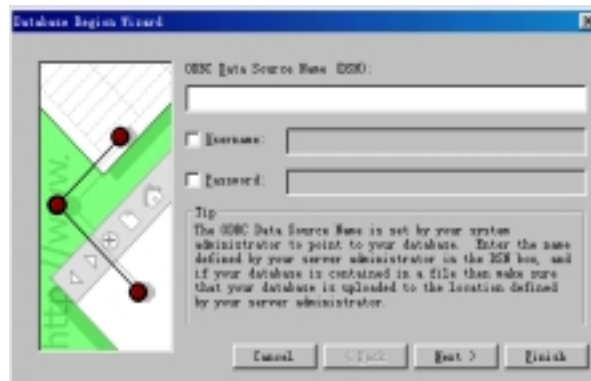 Database Region Wizard
ODBC Data Source Name (DSN):
Username:
Password:
Tip
The ODBC Data Source Name is set by your system
administrator to point to your database. Enter the name
defined by your server administrator in the DSN box, and
if your database is contained in a file then make sure
that your database is uploaded to the location defined
by your server administrator.
http://www.
Cancel
< Back
Next >
Finish